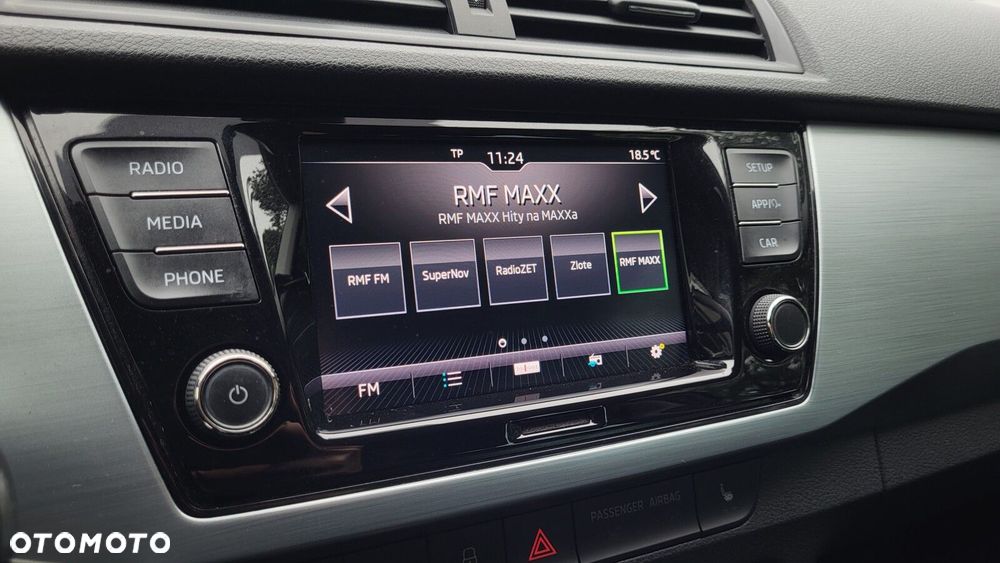 TP 11:24 18.5°C
RADIO
MEDIA
PHONE
RMF MAXX
RMF MAXX Hity na MAXXa
RMF FM SuperNov RadioZET Zlote RMF MAXX
FM
SETUP
APP/
CAR
PASSENGER AIRBAG
OTOMOTO